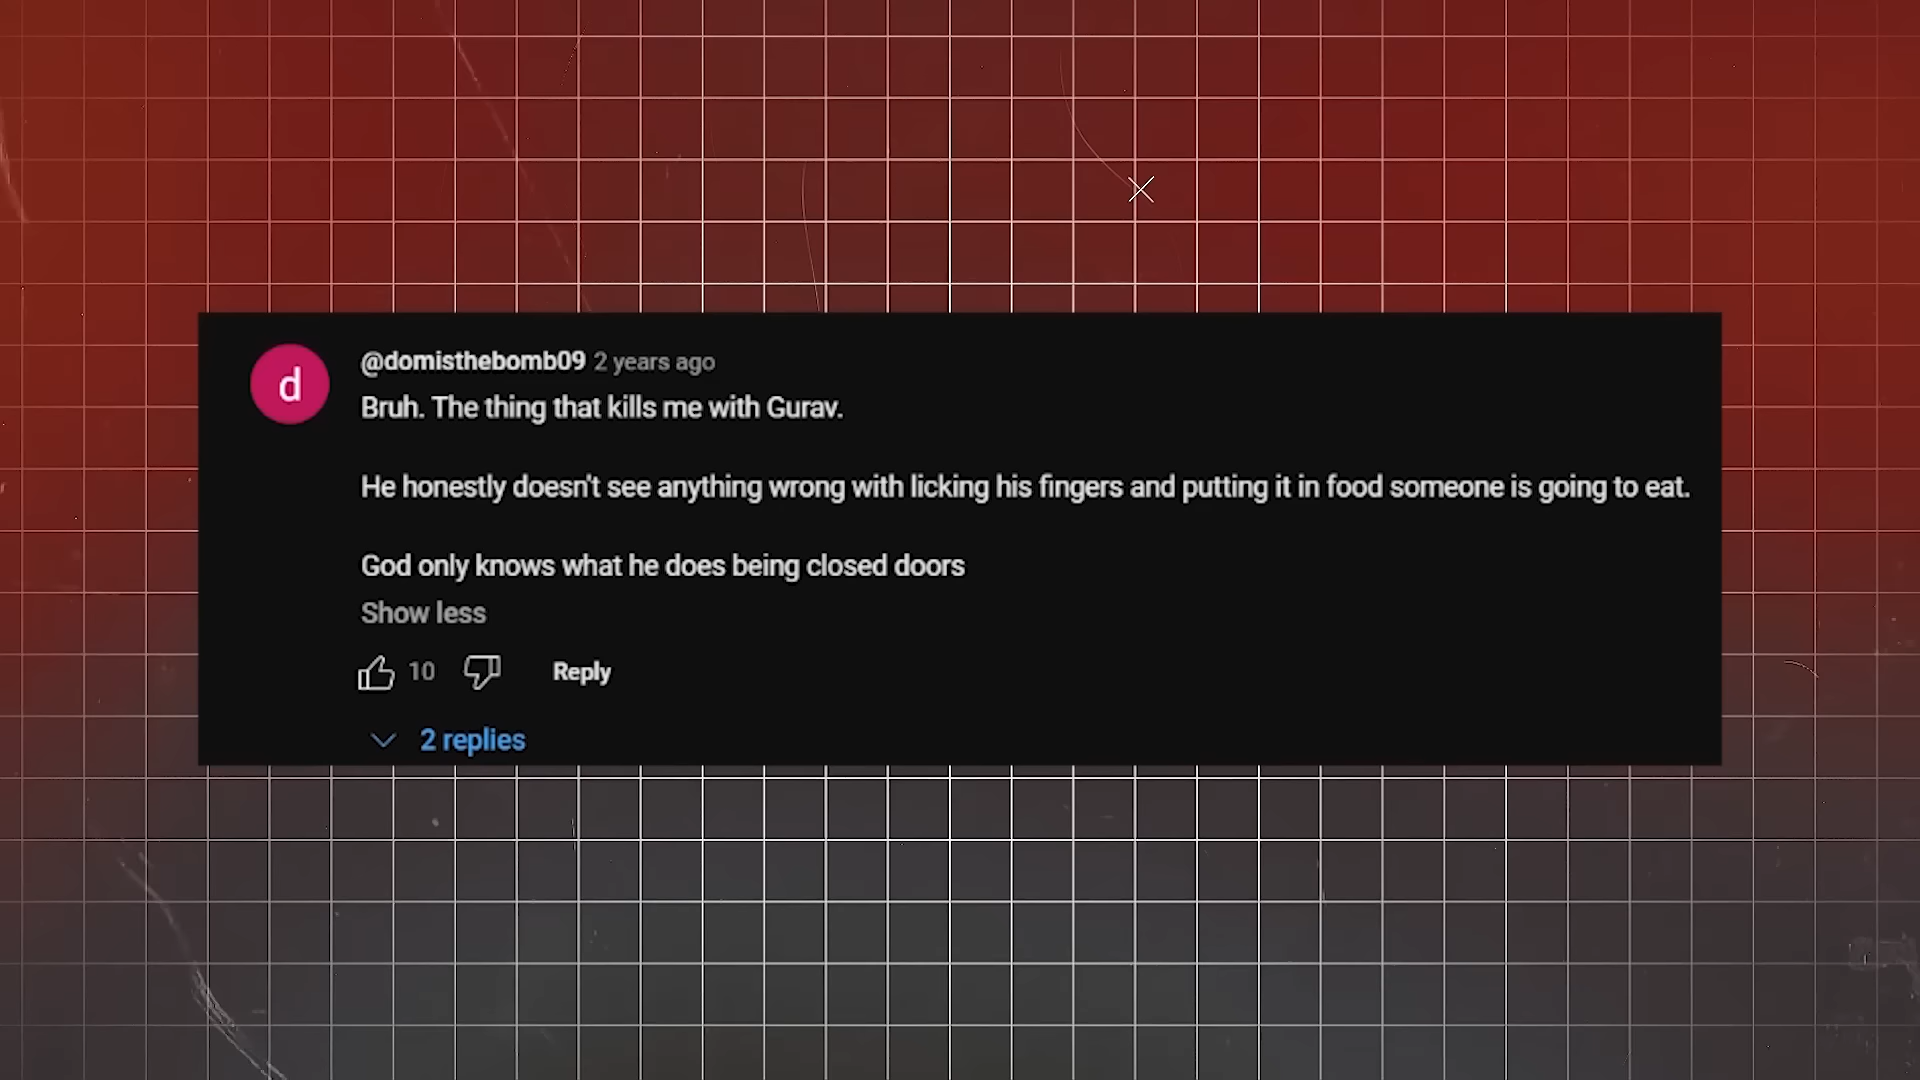 d
@domisthebomb09 2 years ago
Bruh. The thing that kills me with Gurav.
He honestly doesn't see anything wrong with licking his fingers and putting it in food someone is going to eat.
God only knows what he does being closed doors
Show less
10 Reply
2 replies